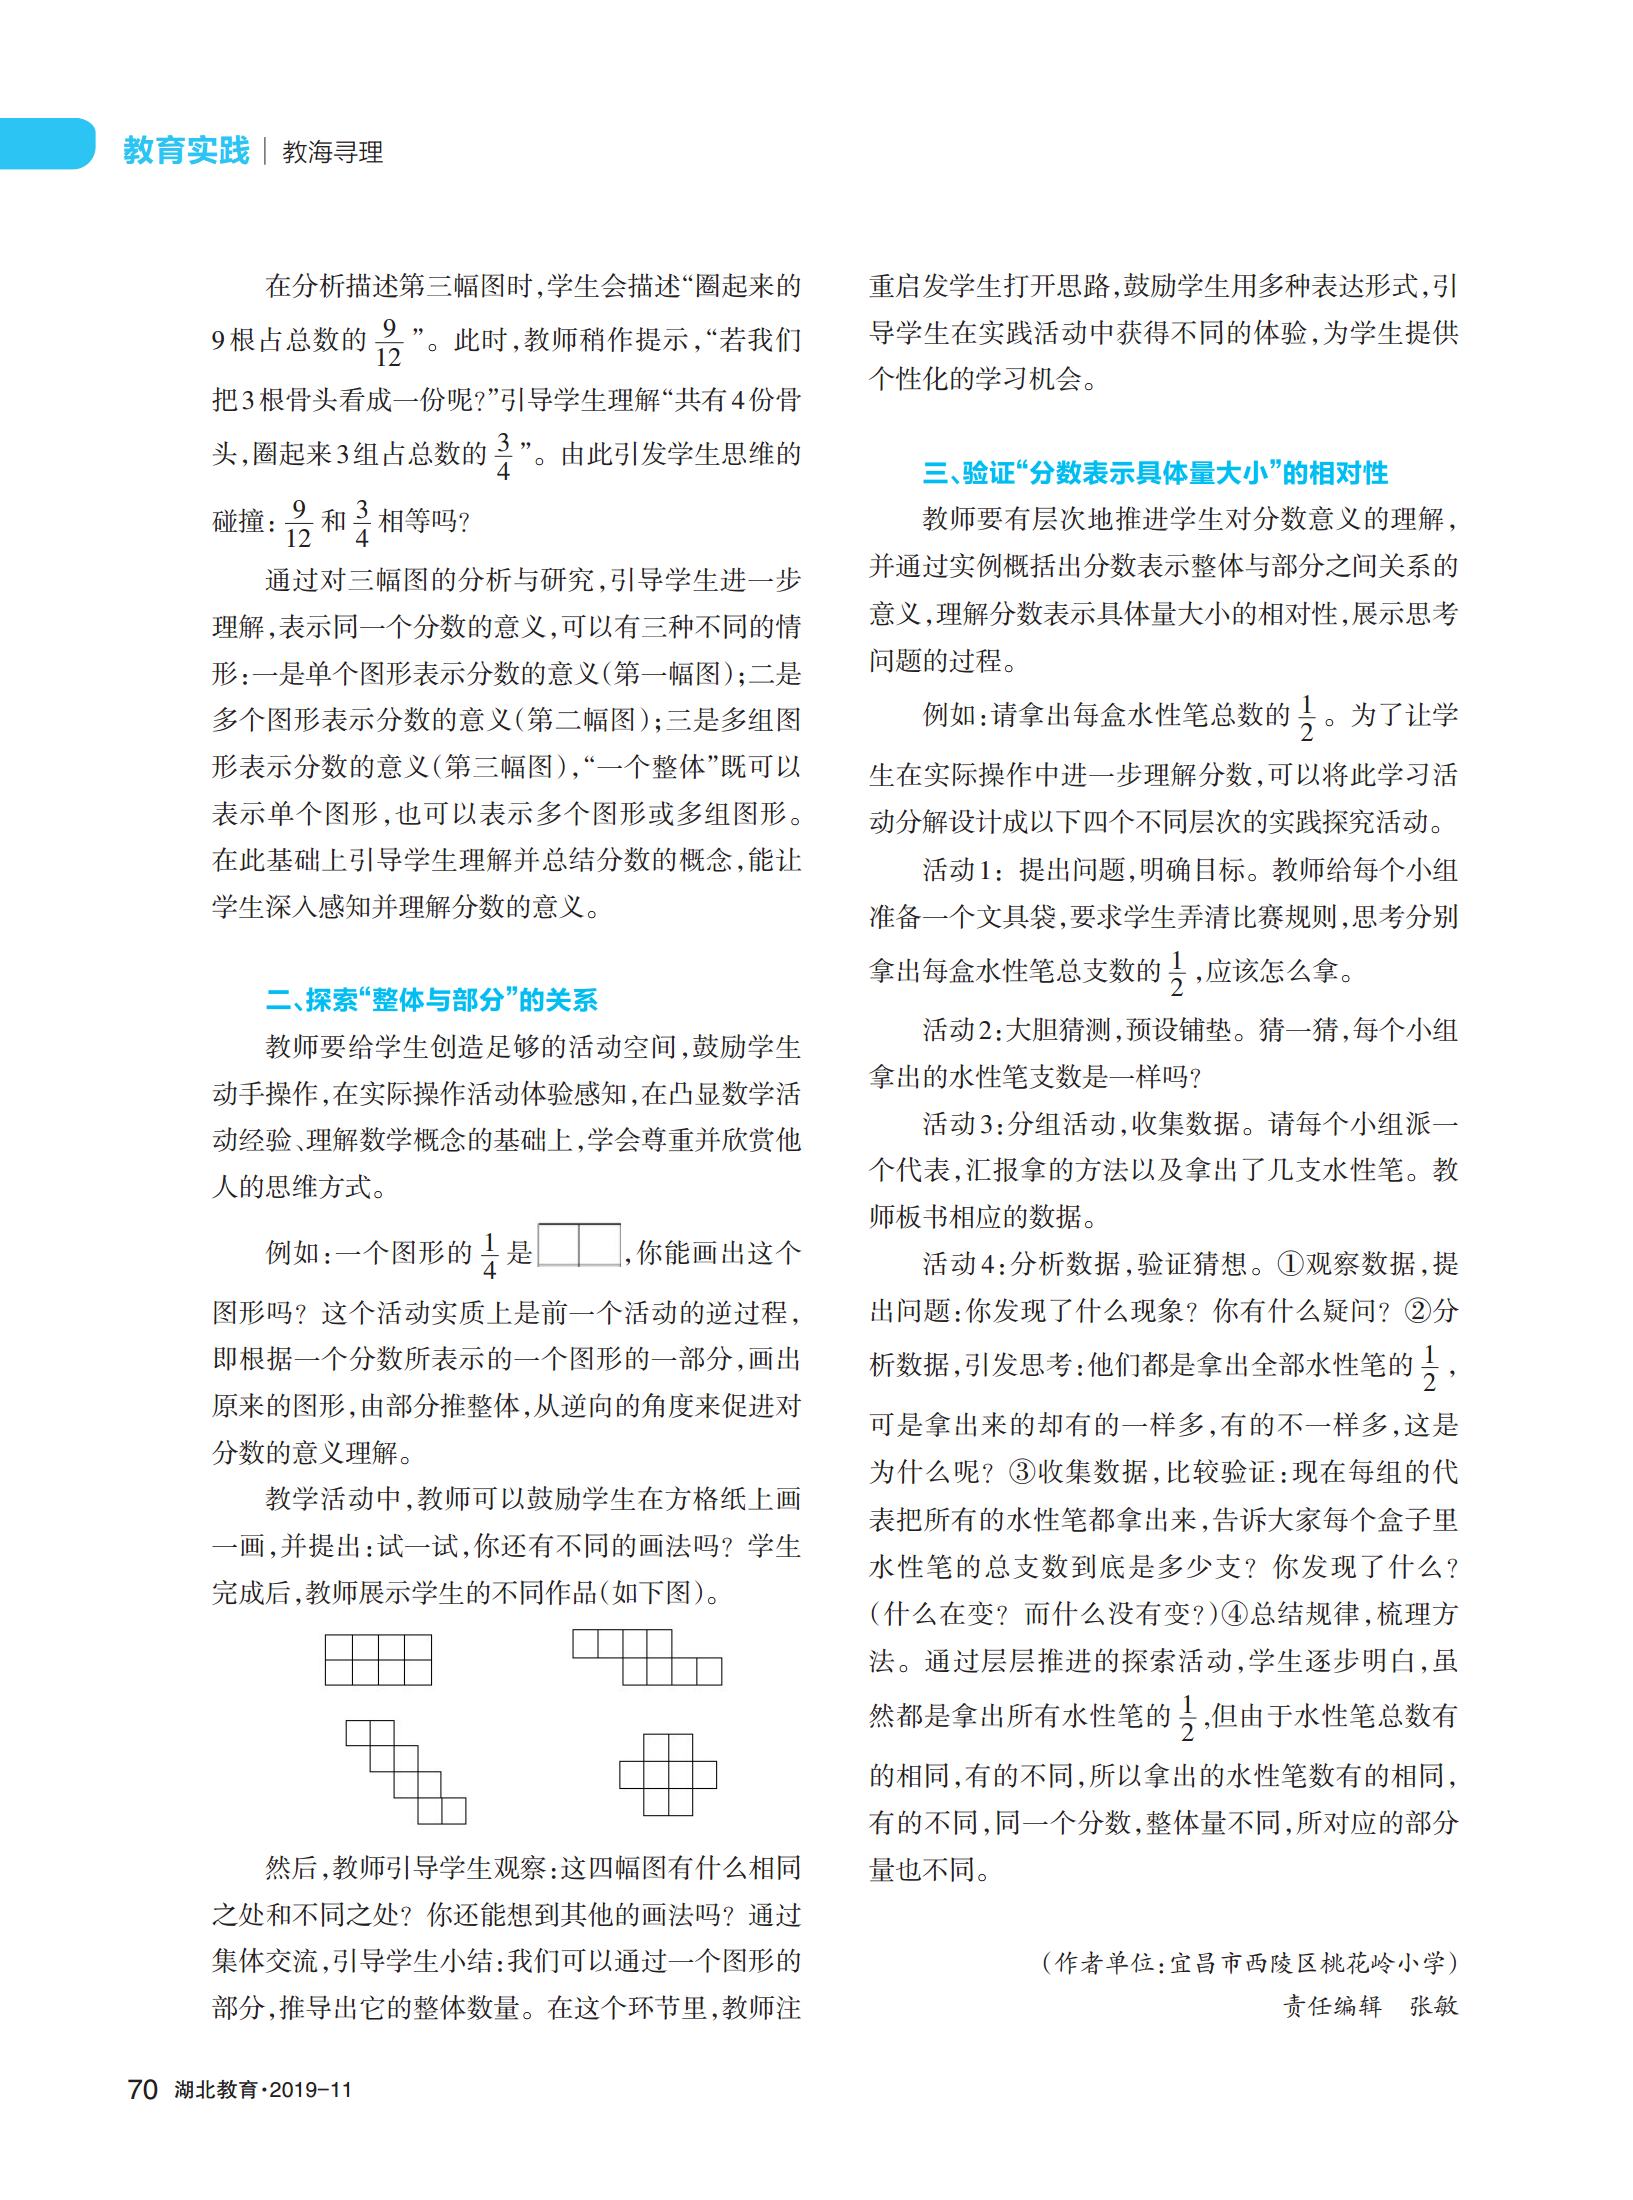 教育实践｜教海寻理
在分析描述第三幅图时,学生会描述“圈起来的
9根占总数的 9/12 ”。此时,教师稍作提示,“若我们
把3根骨头看成一份呢?”引导学生理解“共有4份骨
头,圈起来3组占总数的 3/4 ”。由此引发学生思维的
碰撞: 9/12 和 3/4 相等吗?
通过对三幅图的分析与研究,引导学生进一步
理解,表示同一个分数的意义,可以有三种不同的情
形:一是单个图形表示分数的意义(第一幅图);二是
多个图形表示分数的意义(第二幅图);三是多组图
形表示分数的意义(第三幅图),“一个整体”既可以
表示单个图形,也可以表示多个图形或多组图形。
在此基础上引导学生理解并总结分数的概念,能让
学生深入感知并理解分数的意义。
二、探索“整体与部分”的关系
教师要给学生创造足够的活动空间,鼓励学生
动手操作,在实际操作活动体验感知,在凸显数学活
动经验、理解数学概念的基础上,学会尊重并欣赏他
人的思维方式。
例如:一个图形的 1/4 是 ,你能画出这个
图形吗? 这个活动实质上是前一个活动的逆过程,
即根据一个分数所表示的一个图形的一部分,画出
原来的图形,由部分推整体,从逆向的角度来促进对
分数的意义理解。
教学活动中,教师可以鼓励学生在方格纸上画
一画,并提出:试一试,你还有不同的画法吗? 学生
完成后,教师展示学生的不同作品(如下图)。
然后,教师引导学生观察:这四幅图有什么相同
之处和不同之处? 你还能想到其他的画法吗? 通过
集体交流,引导学生小结:我们可以通过一个图形的
部分,推导出它的整体数量。在这个环节里,教师注
重启发学生打开思路,鼓励学生用多种表达形式,引
导学生在实践活动中获得不同的体验,为学生提供
个性化的学习机会。
三、验证“分数表示具体量大小”的相对性
教师要有层次地推进学生对分数意义的理解,
并通过实例概括出分数表示整体与部分之间关系的
意义,理解分数表示具体量大小的相对性,展示思考
问题的过程。
例如:请拿出每盒水性笔总数的 1/2 。为了让学
生在实际操作中进一步理解分数,可以将此学习活
动分解设计成以下四个不同层次的实践探究活动。
活动1: 提出问题,明确目标。教师给每个小组
准备一个文具袋,要求学生弄清比赛规则,思考分别
拿出每盒水性笔总支数的 1/2 ,应该怎么拿。
活动2:大胆猜测,预设铺垫。猜一猜,每个小组
拿出的水性笔支数是一样吗?
活动3:分组活动,收集数据。请每个小组派一
个代表,汇报拿的方法以及拿出了几支水性笔。教
师板书相应的数据。
活动4:分析数据,验证猜想。①观察数据,提
出问题:你发现了什么现象? 你有什么疑问? ②分
析数据,引发思考:他们都是拿出全部水性笔的 1/2 ,
可是拿出来的却有的一样多,有的不一样多,这是
为什么呢? ③收集数据,比较验证:现在每组的代
表把所有的水性笔都拿出来,告诉大家每个盒子里
水性笔的总支数到底是多少支? 你发现了什么?
(什么在变? 而什么没有变?)④总结规律,梳理方
法。通过层层推进的探索活动,学生逐步明白,虽
然都是拿出所有水性笔的 1/2 ,但由于水性笔总数有
的相同,有的不同,所以拿出的水性笔数有的相同,
有的不同,同一个分数,整体量不同,所对应的部分
量也不同。
(作者单位:宜昌市西陵区桃花岭小学)
责任编辑　张敏
70 湖北教育·2019-11